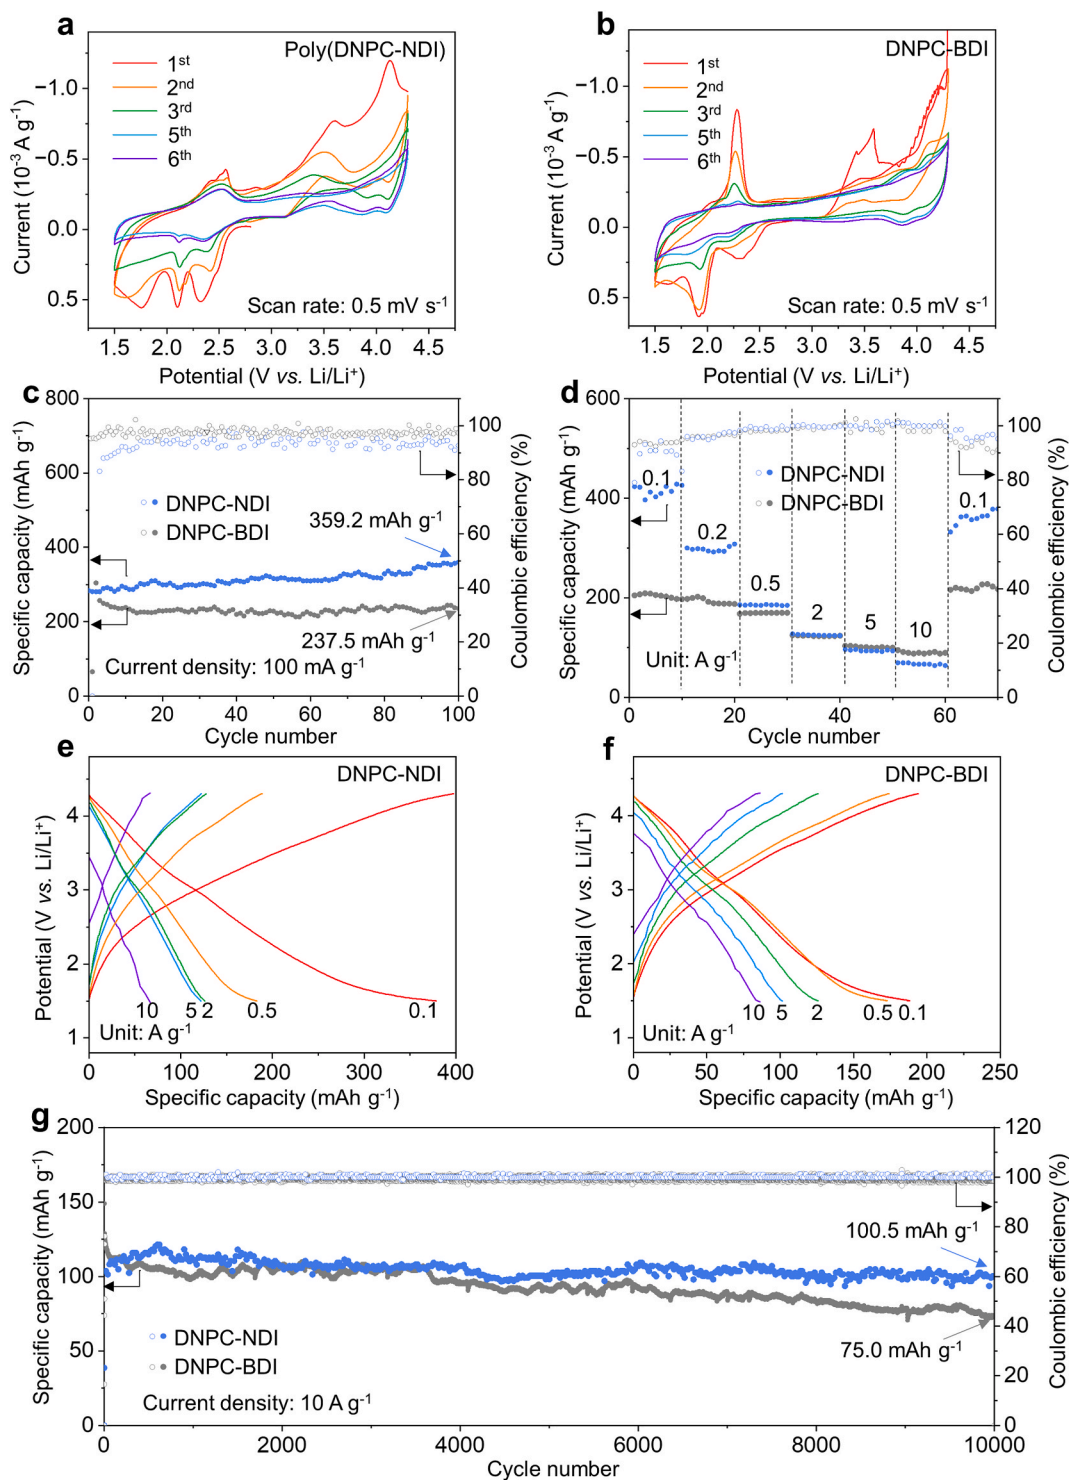 a
Poly(DNPC-NDI)
1st
2nd
3rd
5th
6th
−1.0
−0.5
0.0
0.5
Current (10⁻³ A g⁻¹)
Scan rate: 0.5 mV s⁻¹
1.5 2.0 2.5 3.0 3.5 4.0 4.5
Potential (V vs. Li/Li⁺)
b
DNPC-BDI
1st
2nd
3rd
5th
6th
−1.0
−0.5
0.0
0.5
Current (10⁻³ A g⁻¹)
Scan rate: 0.5 mV s⁻¹
1.5 2.0 2.5 3.0 3.5 4.0 4.5
Potential (V vs. Li/Li⁺)
c
800
700
600
400
300
200
0
Specific capacity (mAh g⁻¹)
DNPC-NDI
DNPC-BDI
359.2 mAh g⁻¹
237.5 mAh g⁻¹
Current density: 100 mA g⁻¹
100
80
60
40
30
20
0
Coulombic efficiency (%)
0 20 40 60 80 100
Cycle number
d
600
400
200
0
Specific capacity (mAh g⁻¹)
DNPC-NDI
DNPC-BDI
0.1
0.2
0.5
2
5
10
0.1
Unit: A g⁻¹
100
80
60
40
20
0
Coulombic efficiency (%)
0 20 40 60
Cycle number
e
DNPC-NDI
4
3
2
1
Potential (V vs. Li/Li⁺)
10 5 2 0.5 0.1
Unit: A g⁻¹
0 100 200 300 400
Specific capacity (mAh g⁻¹)
f
DNPC-BDI
4
3
2
1
Potential (V vs. Li/Li⁺)
10 5 2 0.5 0.1
Unit: A g⁻¹
0 50 100 150 200 250
Specific capacity (mAh g⁻¹)
g
200
150
100
50
0
Specific capacity (mAh g⁻¹)
100.5 mAh g⁻¹
75.0 mAh g⁻¹
DNPC-NDI
DNPC-BDI
Current density: 10 A g⁻¹
120
100
80
60
40
20
0
Coulombic efficiency (%)
0 2000 4000 6000 8000 10000
Cycle number